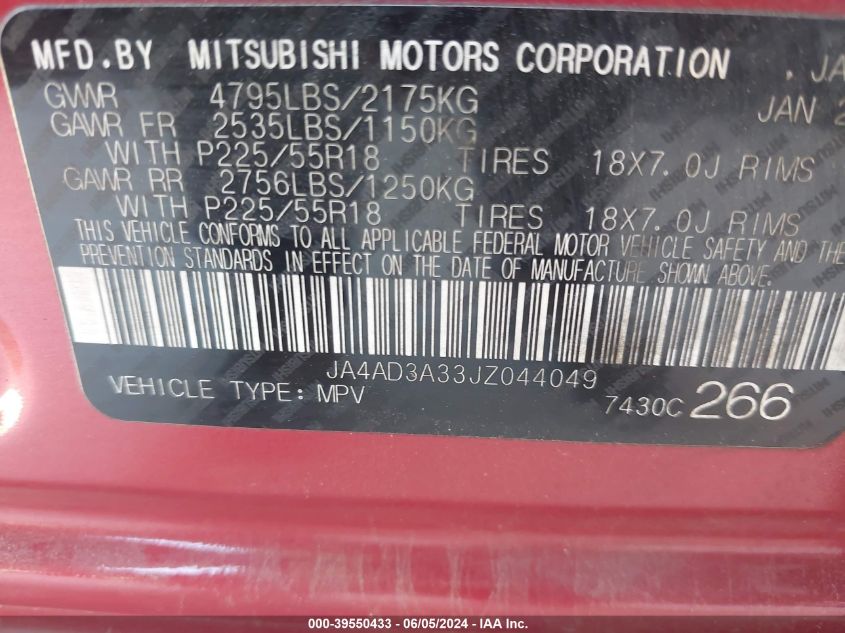 MFD.BY MITSUBISHI MOTORS CORPORATION
GVWR 4795LBS/2175KG JAN
GAWR FR 2535LBS/1150KG
WITH P225/55R18 TIRES 18X7.0J RIMS
GAWR RR 2756LBS/1250KG
WITH P225/55R18 TIRES 18X7.0J RIMS
THIS VEHICLE CONFORMS TO ALL APPLICABLE FEDERAL MOTOR VEHICLE SAFETY AND THE
PREVENTION STANDARDS IN EFFECT ON THE DATE OF MANUFACTURE SHOWN ABOVE.
JA4AD3A33JZ044049
VEHICLE TYPE: MPV 7430C 266
000-39550433 - 06/05/2024 - IAA Inc.